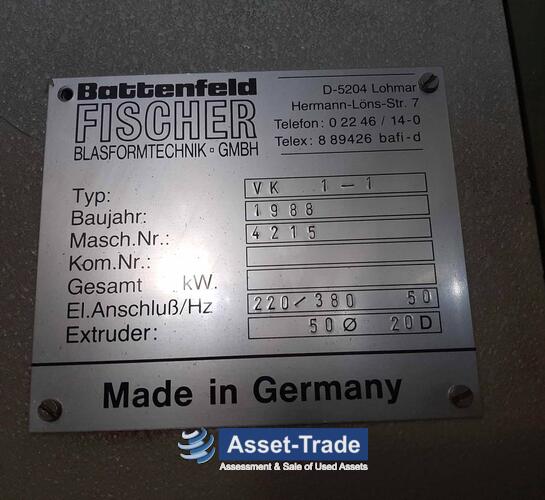 Battenfeld
FISCHER
BLASFORMTECHNIK▫GMBH
D-5204 Lohmar
Hermann-Löns-Str. 7
Telefon: 0 22 46 / 14-0
Telex: 8 89426 bafi-d
Typ: VK 1-1
Baujahr: 1988
Masch.Nr.: 4215
Kom.Nr.:
Gesamt kW.
El.Anschluß/Hz 220/380 50
Extruder: 50Ø 20D
Made in Germany
Asset-Trade
Assessment & Sale of Used Assets